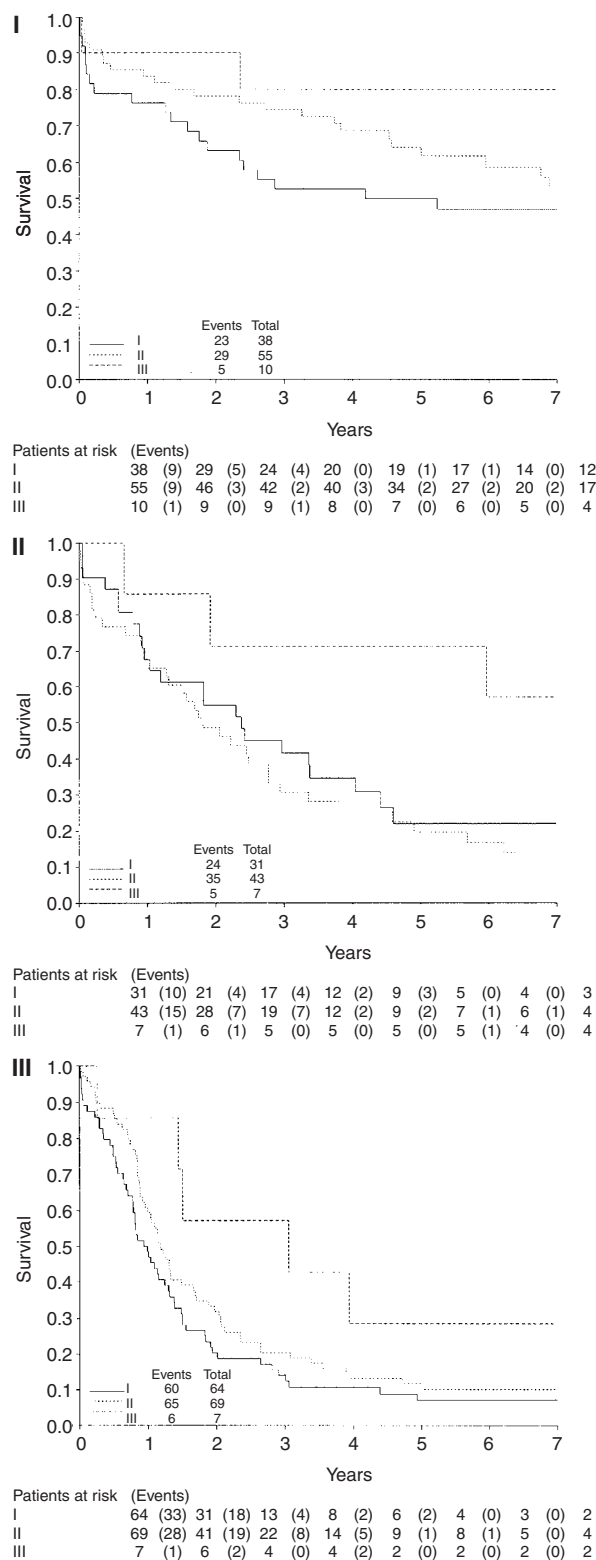 I
1.0
0.9
0.8
0.7
0.6
0.5
0.4
0.3
0.2
0.1
0.0
Survival
Events Total
I 23 38
II 29 55
III 5 10
0 1 2 3 4 5 6 7
Years
Patients at risk (Events)
I 38 (9) 29 (5) 24 (4) 20 (0) 19 (1) 17 (1) 14 (0) 12
II 55 (9) 46 (3) 42 (2) 40 (3) 34 (2) 27 (2) 20 (2) 17
III 10 (1) 9 (0) 9 (1) 8 (0) 7 (0) 6 (0) 5 (0) 4
II
1.0
0.9
0.8
0.7
0.6
0.5
0.4
0.3
0.2
0.1
0.0
Survival
Events Total
I 24 31
II 35 43
III 5 7
0 1 2 3 4 5 6 7
Years
Patients at risk (Events)
I 31 (10) 21 (4) 17 (4) 12 (2) 9 (3) 5 (0) 4 (0) 3
II 43 (15) 28 (7) 19 (7) 12 (2) 9 (2) 7 (1) 6 (1) 4
III 7 (1) 6 (1) 5 (0) 5 (0) 5 (0) 5 (1) 4 (0) 4
III
1.0
0.9
0.8
0.7
0.6
0.5
0.4
0.3
0.2
0.1
0.0
Survival
Events Total
I 60 64
II 65 69
III 6 7
0 1 2 3 4 5 6 7
Years
Patients at risk (Events)
I 64 (33) 31 (18) 13 (4) 8 (2) 6 (2) 4 (0) 3 (0) 2
II 69 (28) 41 (19) 22 (8) 14 (5) 9 (1) 8 (1) 5 (0) 4
III 7 (1) 6 (2) 4 (0) 4 (2) 2 (0) 2 (0) 2 (0) 2